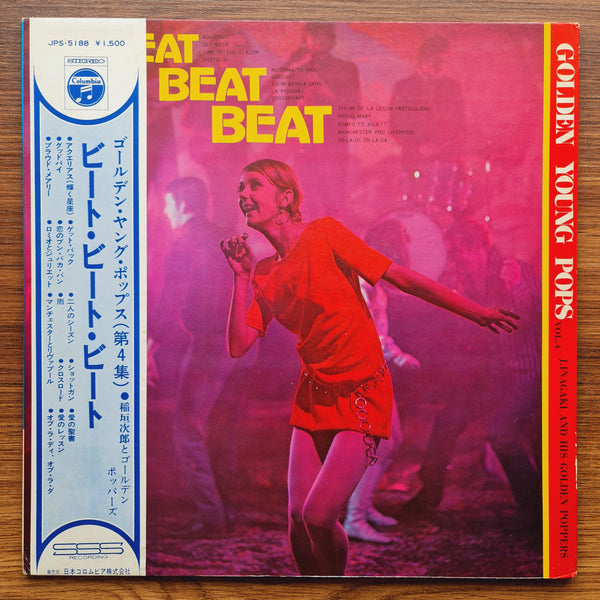 JPS-5188 ¥1,500
STEREO
Columbia
ゴールデン・ヤング・ポップス(第4集)●稲垣次郎とゴールデン
ポッパーズ
ビート・ビート・ビート
●アクエリアス(輝く星座)
●ゲット・バック
●二人のシーズン
●ショットガン
●愛の聖書
●グッドバイ
●恋のブン・バカ・バン
●雨
●クロスロード
●愛のレッスン
●プラウド・メアリー
●ロミオとジュリエット
●マンチェスターとリヴァプール
●オブ・ラ・ディ、オブ・ラ・ダ
SSS
RECORDING
発売元 日本コロムビア株式会社
EAT
BEAT
BEAT
AQUARIUS
GET BACK
TIME OF THE SEASON
SHOTGUN
NOTHING TO HIDE
GOODBYE
BOOM BANG-A-BANG
LA PIOGGIA
CROSSROADS
THEME DE LA LECON PARTICULIERE
PROUD MARY
ROMEO ET JULIETT
MANCHESTER AND LIVERPOOL
OB-LA-DI, OB-LA-DA
GOLDEN YOUNG POPS
VOL. 4 J.INAGAKI AND HIS GOLDEN POPPERS